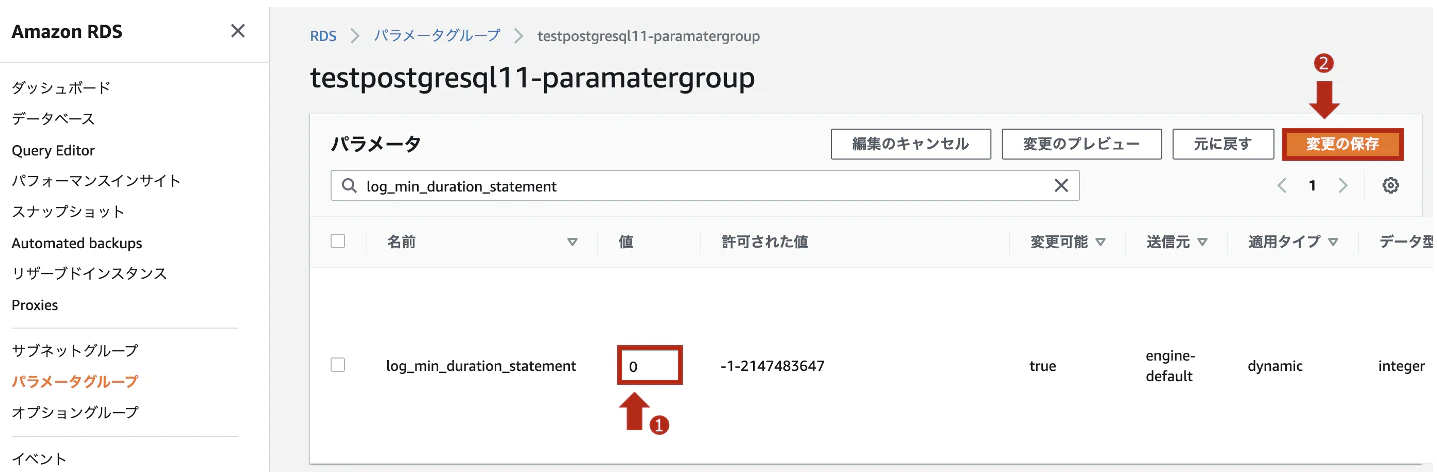 Amazon RDS
ダッシュボード
データベース
Query Editor
パフォーマンスインサイト
スナップショット
Automated backups
リザーブドインスタンス
Proxies
サブネットグループ
パラメータグループ
オプショングループ
イベント
RDS パラメータグループ testpostgresql11-paramatergroup
testpostgresql11-paramatergroup
2
パラメータ 編集のキャンセル 変更のプレビュー 元に戻す 変更の保存
log_min_duration_statement 1
名前 値 許可された値 変更可能 送信元 適用タイプ データ型
log_min_duration_statement 0 -1-2147483647 true engine-default dynamic integer
1